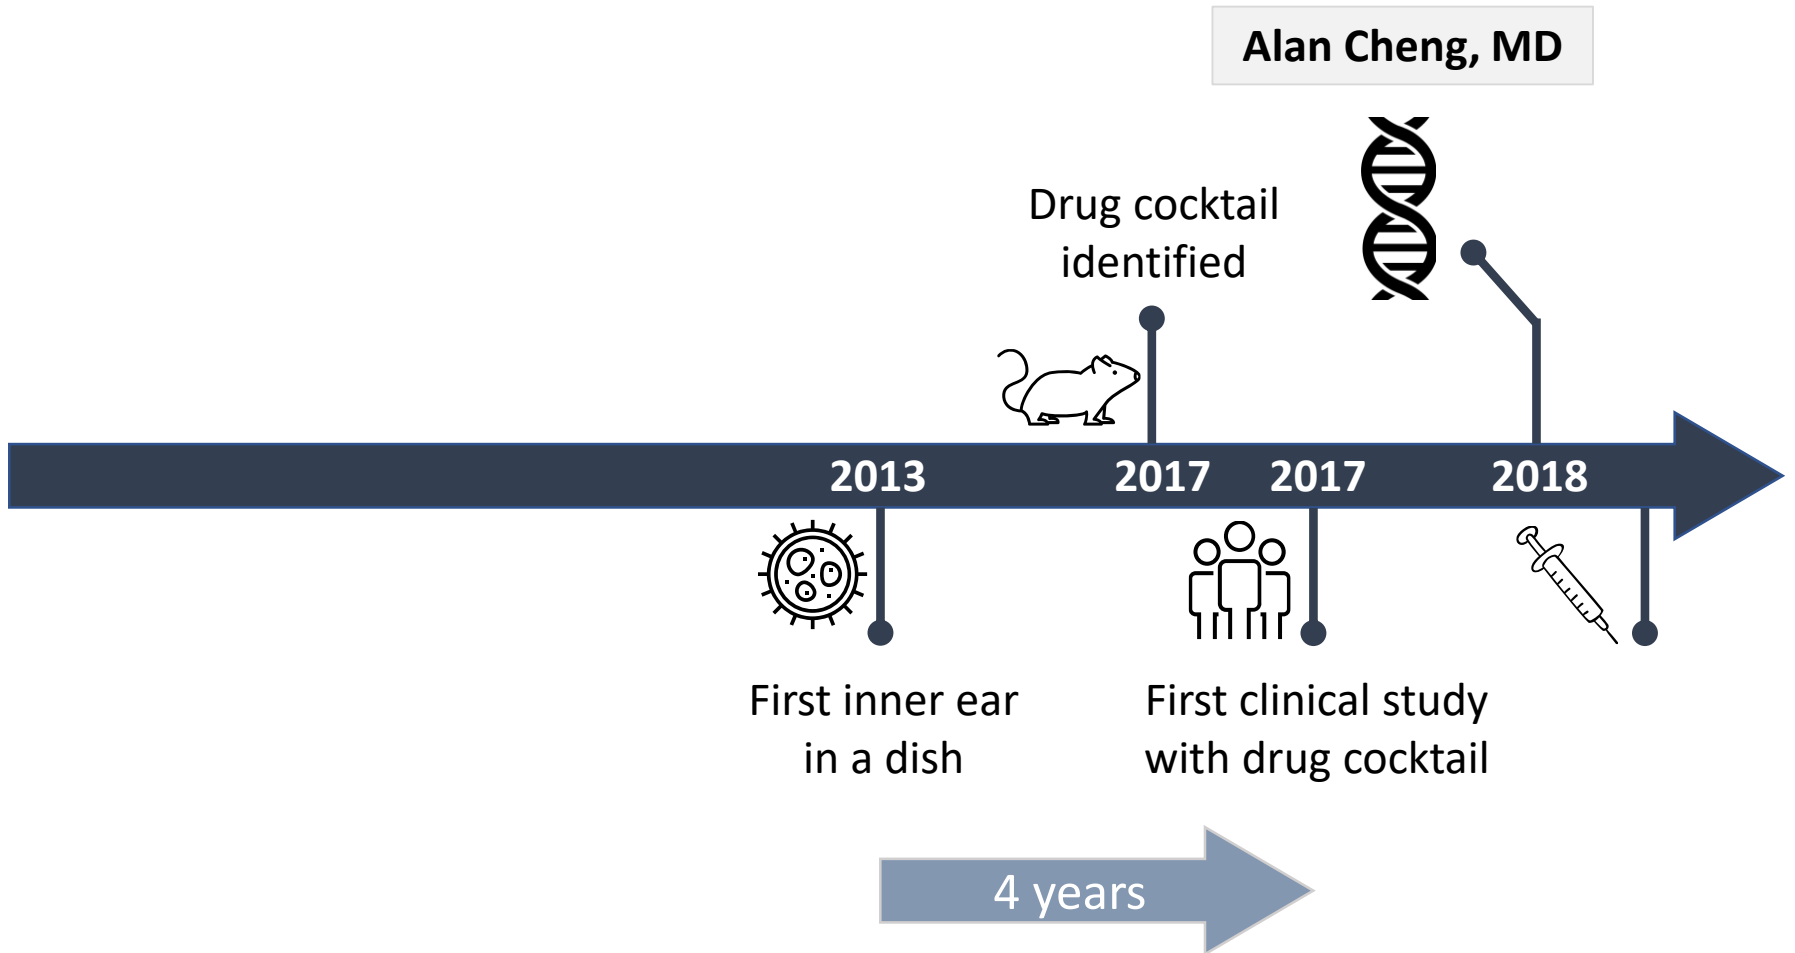 Alan Cheng, MD
Drug cocktail
identified
2013
2017
2017
2018
First inner ear
in a dish
First clinical study
with drug cocktail
4 years